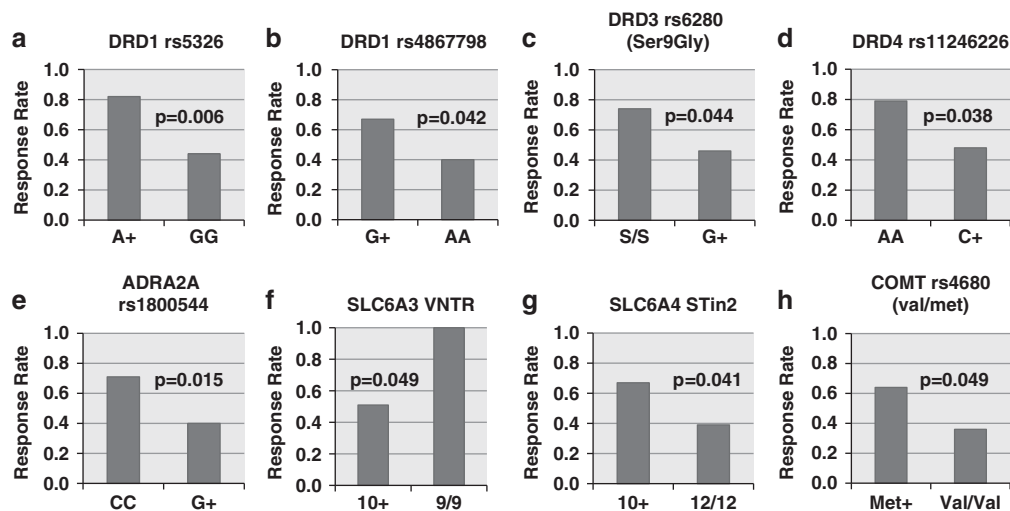 a
DRD1 rs5326
Response Rate
1.0
0.8
0.6
0.4
0.2
0.0
p=0.006
A+ GG
b
DRD1 rs4867798
Response Rate
1.0
0.8
0.6
0.4
0.2
0.0
p=0.042
G+ AA
c
DRD3 rs6280
(Ser9Gly)
Response Rate
1.0
0.8
0.6
0.4
0.2
0.0
p=0.044
S/S G+
d
DRD4 rs11246226
Response Rate
1.0
0.8
0.6
0.4
0.2
0.0
p=0.038
AA C+
e
ADRA2A
rs1800544
Response Rate
1.0
0.8
0.6
0.4
0.2
0.0
p=0.015
CC G+
f
SLC6A3 VNTR
Response Rate
1.0
0.8
0.6
0.4
0.2
0.0
p=0.049
10+ 9/9
g
SLC6A4 STin2
Response Rate
1.0
0.8
0.6
0.4
0.2
0.0
p=0.041
10+ 12/12
h
COMT rs4680
(val/met)
Response Rate
1.0
0.8
0.6
0.4
0.2
0.0
p=0.049
Met+ Val/Val